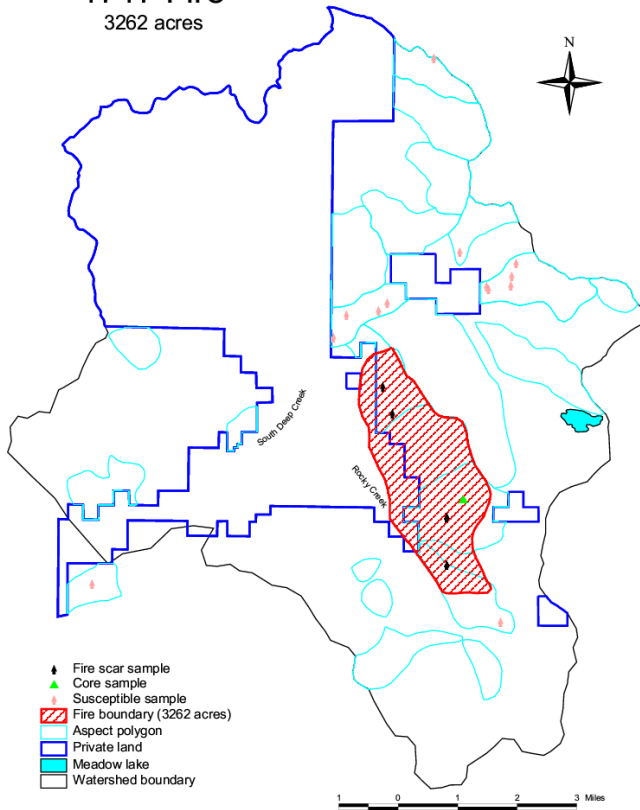 3262 acres
N
South Deep Creek
Rocky Creek
Fire scar sample
Core sample
Susceptible sample
Fire boundary (3262 acres)
Aspect polygon
Private land
Meadow lake
Watershed boundary
1 0 1 2 3 Miles